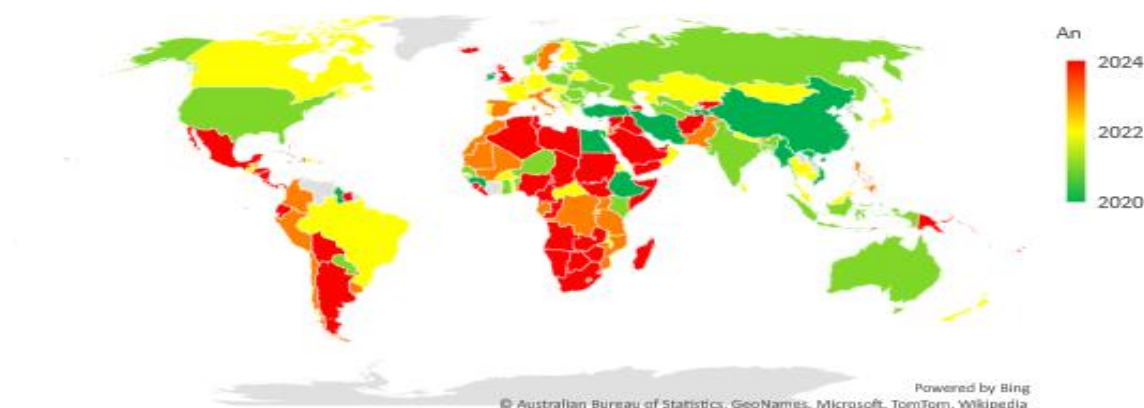 An
2024
2022
2020
Powered by Bing
© Australian Bureau of Statistics, GeoNames, Microsoft, TomTom, Wikipedia